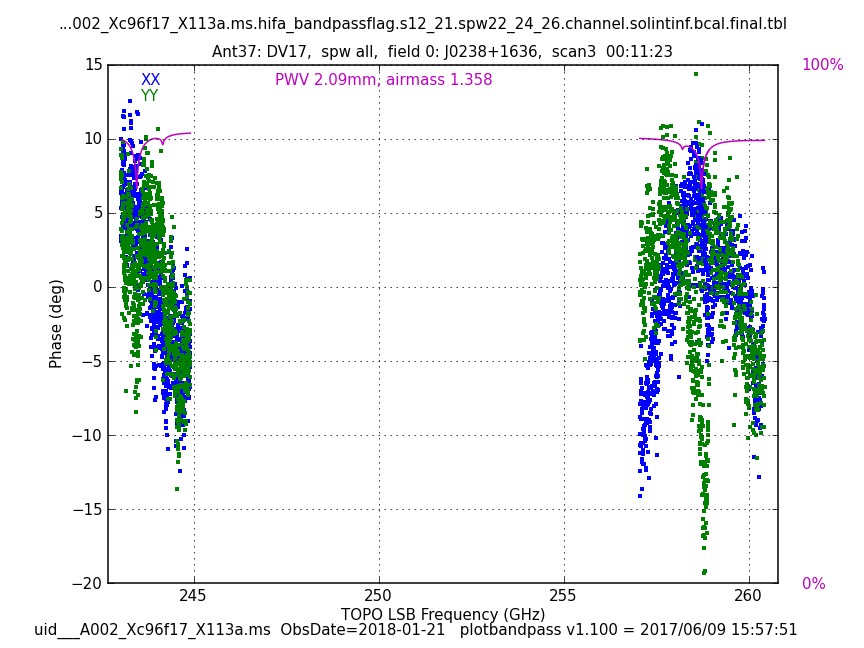 ...002_Xc96f17_X113a.ms.hifa_bandpassflag.s12_21.spw22_24_26.channel.solintinf.bcal.final.tbl
Ant37: DV17,  spw all,  field 0: J0238+1636,  scan3  00:11:23
15
100%
XX
PWV 2.09mm, airmass 1.358
YY
10
5
0
Phase (deg)
−5
−10
−15
−20
0%
245
250
255
260
TOPO LSB Frequency (GHz)
uid___A002_Xc96f17_X113a.ms  ObsDate=2018-01-21   plotbandpass v1.100 = 2017/06/09 15:57:51